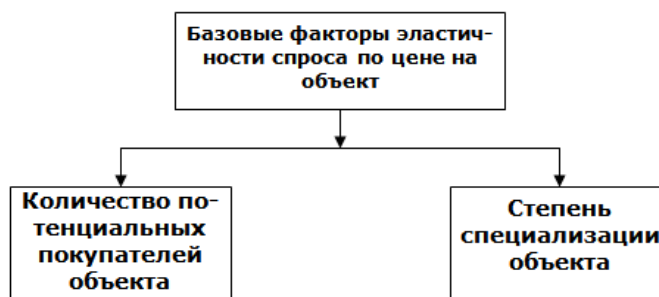 Базовые факторы эластич-
ности спроса по цене на
объект
Количество по-
тенциальных
покупателей
объекта
Степень
специализации
объекта